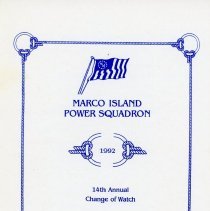 MARCO ISLAND
POWER SQUADRON
1992
14th Annual
Change of Watch